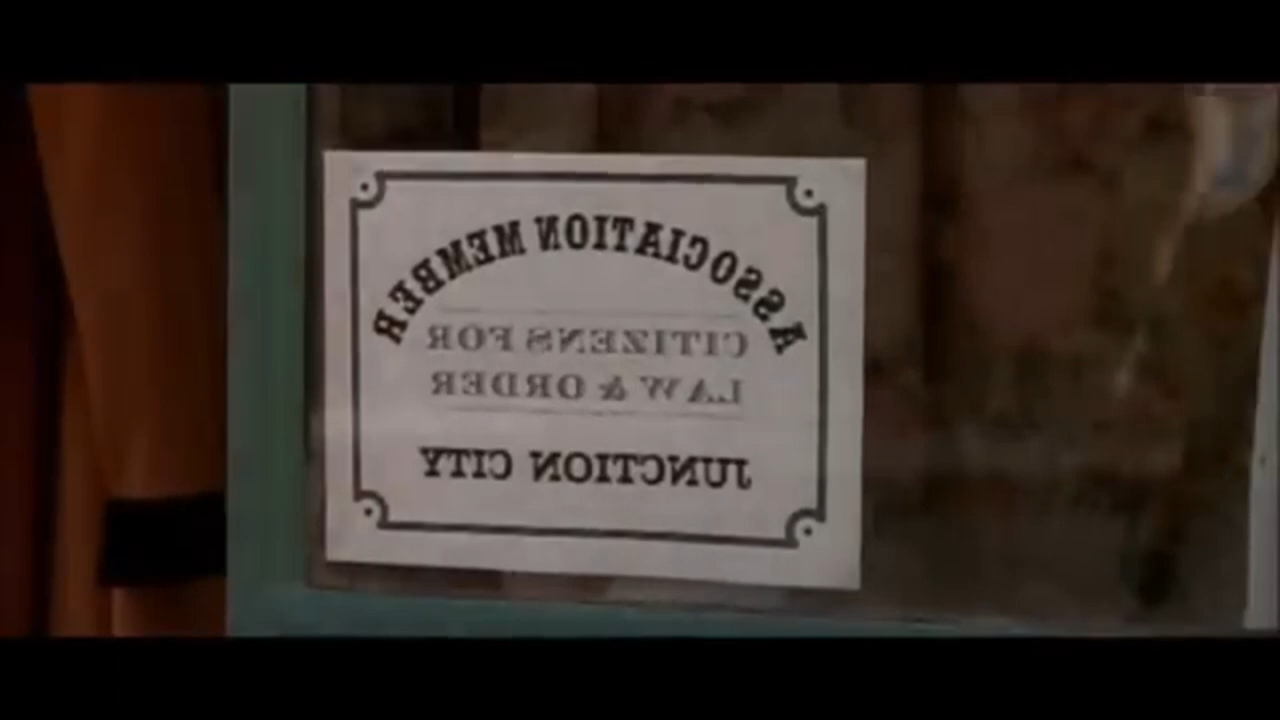 ASSOCIATION MEMBER
CITIZENS FOR
LAW & ORDER
JUNCTION CITY